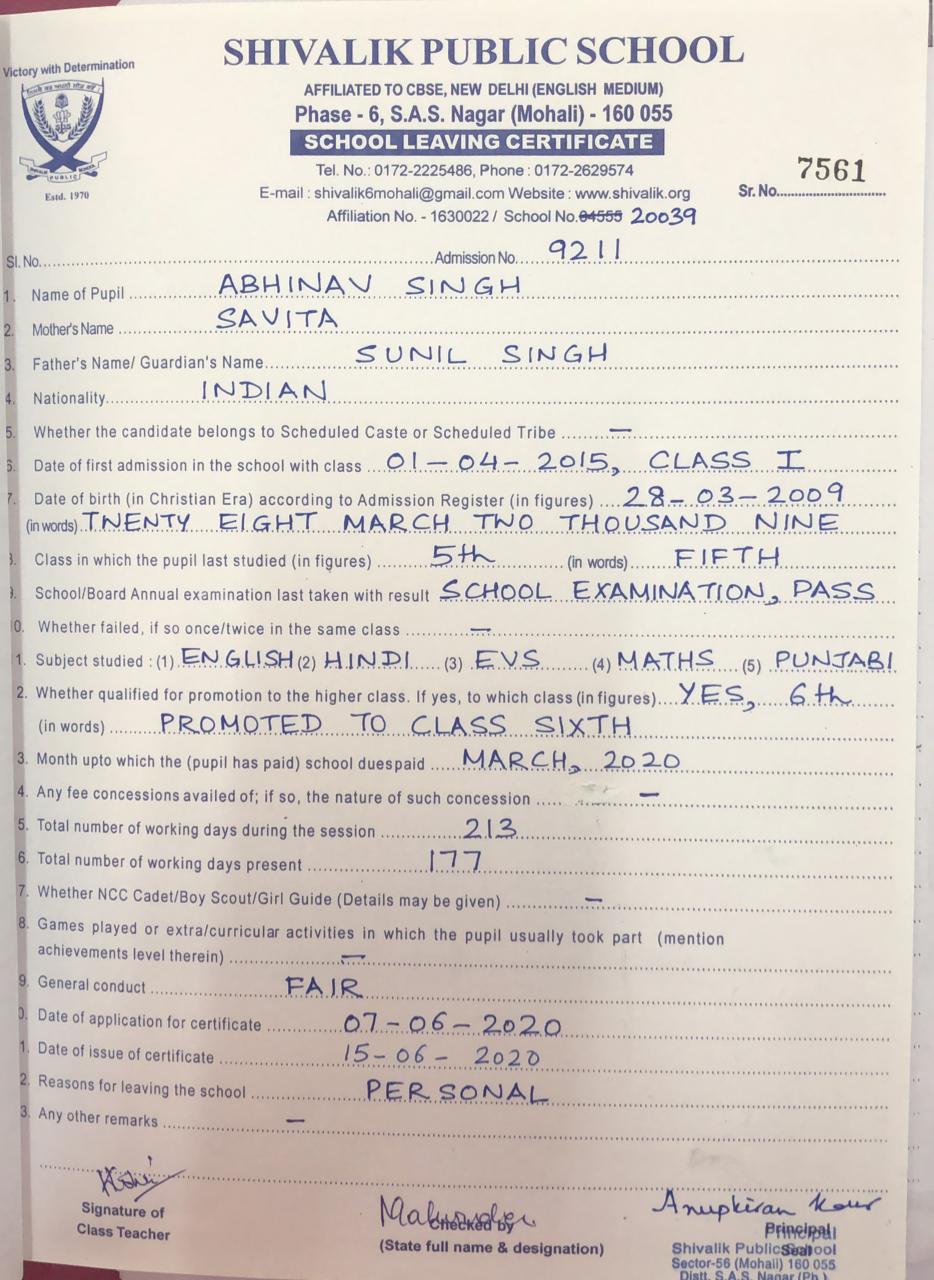 Victory with Determination
SHIVALIK PUBLIC SCHOOL
AFFILIATED TO CBSE, NEW DELHI (ENGLISH MEDIUM)
Phase - 6, S.A.S. Nagar (Mohali) - 160 055
SCHOOL LEAVING CERTIFICATE
Tel. No.: 0172-2225486, Phone : 0172-2629574
E-mail : shivalik6mohali@gmail.com Website : www.shivalik.org
Affiliation No. - 1630022 / School No. 04555 20039
Sr. No. 7561
Estd. 1970
Sl. No. Admission No. 9211
1. Name of Pupil ABHINAV SINGH
2. Mother's Name SAVITA
3. Father's Name/ Guardian's Name SUNIL SINGH
4. Nationality INDIAN
5. Whether the candidate belongs to Scheduled Caste or Scheduled Tribe —
6. Date of first admission in the school with class 01-04-2015, CLASS I
7. Date of birth (in Christian Era) according to Admission Register (in figures) 28-03-2009
(in words) TWENTY EIGHT MARCH TWO THOUSAND NINE
Class in which the pupil last studied (in figures) 5th (in words) FIFTH
School/Board Annual examination last taken with result SCHOOL EXAMINATION, PASS
0. Whether failed, if so once/twice in the same class —
1. Subject studied : (1) ENGLISH (2) HINDI (3) EVS (4) MATHS (5) PUNJABI
2. Whether qualified for promotion to the higher class. If yes, to which class (in figures) YES, 6th
(in words) PROMOTED TO CLASS SIXTH
3. Month upto which the (pupil has paid) school duespaid MARCH, 2020
4. Any fee concessions availed of; if so, the nature of such concession —
5. Total number of working days during the session 213
6. Total number of working days present 177
7. Whether NCC Cadet/Boy Scout/Girl Guide (Details may be given) —
8. Games played or extra/curricular activities in which the pupil usually took part (mention
achievements level therein) —
9. General conduct FAIR
0. Date of application for certificate 07-06-2020
1. Date of issue of certificate 15-06-2020
2. Reasons for leaving the school PERSONAL
3. Any other remarks —
Anupkiran Kaur
Signature of
Class Teacher
Checked by
(State full name & designation)
Principal
Seal
Shivalik Public School
Sector-56 (Mohali) 160 055
Distt. S.A.S. Nagar (Pb.)